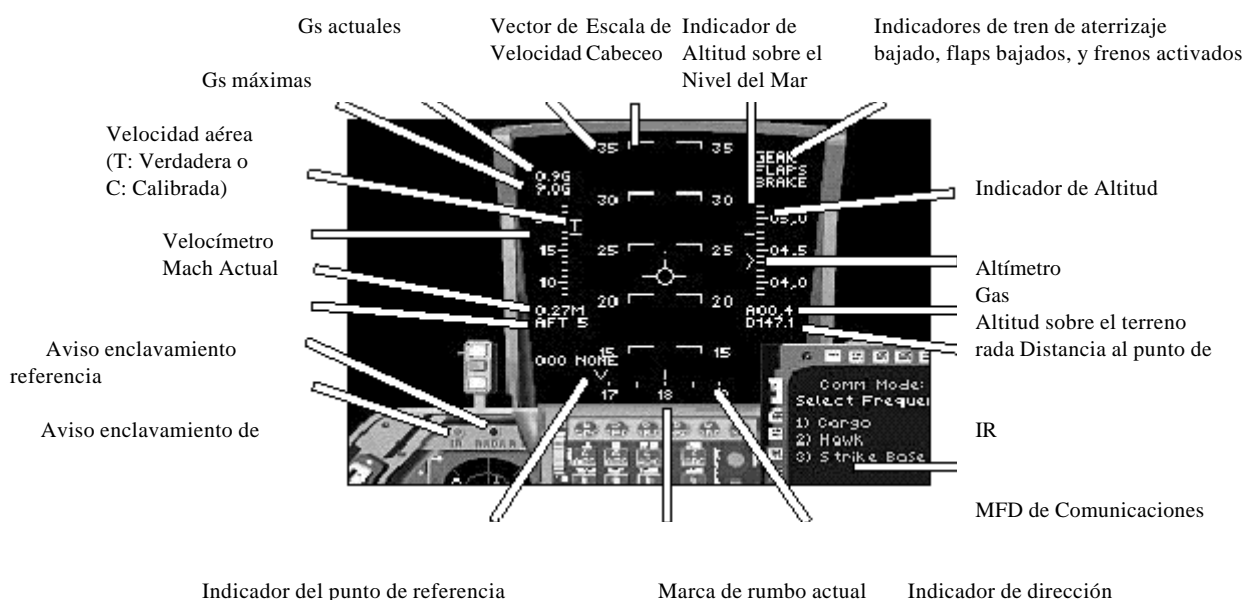 Gs actuales
Vector de Velocidad
Escala de Cabeceo
Indicador de Altitud sobre el Nivel del Mar
Indicadores de tren de aterrizaje
bajado, flaps bajados, y frenos activados
Gs máximas
Velocidad aérea
(T: Verdadera o
C: Calibrada)
Velocímetro
Mach Actual
Aviso enclavamiento
referencia
Aviso enclavamiento de
35
35
0.9G
9.0G
GEAR
FLAPS
BRAKE
30
30
T
05.0
15
25
25
04.5
10
04.0
20
20
0.27M
AFT 5
A00.4
D147.1
15
15
000 NONE
17
18
IR RADAR
Comm Mode:
Select Frequen
1) Cargo
2) Hawk
3) Strike Base
Indicador de Altitud
Altímetro
Gas
Altitud sobre el terreno
rada Distancia al punto de
IR
MFD de Comunicaciones
Indicador del punto de referencia
Marca de rumbo actual
Indicador de dirección